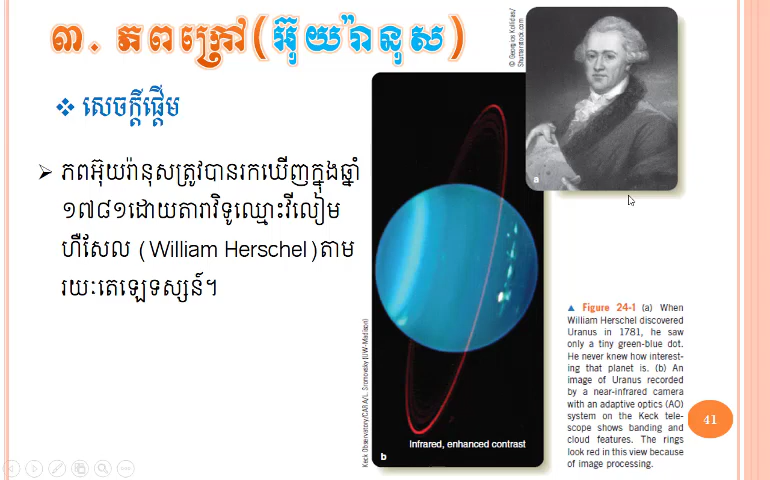 ៣. ភពក្រៅ(អ៊ុយរ៉ានុស)
សេចក្ដីផ្ដើម
ភពអ៊ុយរ៉ានុសត្រូវបានរកឃើញក្នុងឆ្នាំ
១៧៨១ដោយតារាវិទូឈ្មោះវីលៀម
ហឺសែល (William Herschel)តាម
រយៈតេឡេទស្សន៍។
© Georgios Kollidas/
Shutterstock.com
a
Keck Observatory/CARA/L. Sromovsky (UW-Madison)
Infrared, enhanced contrast
b
▲ Figure 24-1 (a) When
William Herschel discovered
Uranus in 1781, he saw
only a tiny green-blue dot.
He never knew how interest-
ing that planet is. (b) An
image of Uranus recorded
by a near-infrared camera
with an adaptive optics (AO)
system on the Keck tele-
scope shows banding and
cloud features. The rings
look red in this view because
of image processing.
41